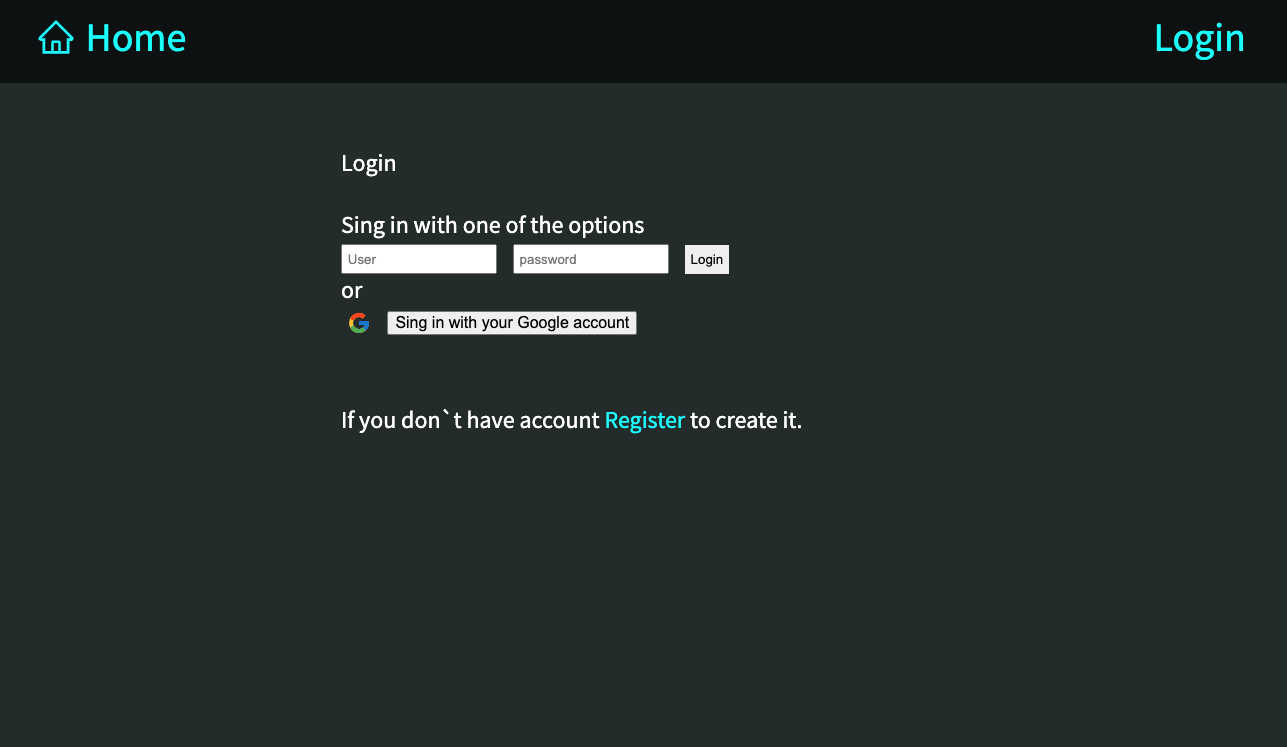 Home Login
Login
Sing in with one of the options
User password Login
or
Sing in with your Google account
If you don`t have account Register to create it.